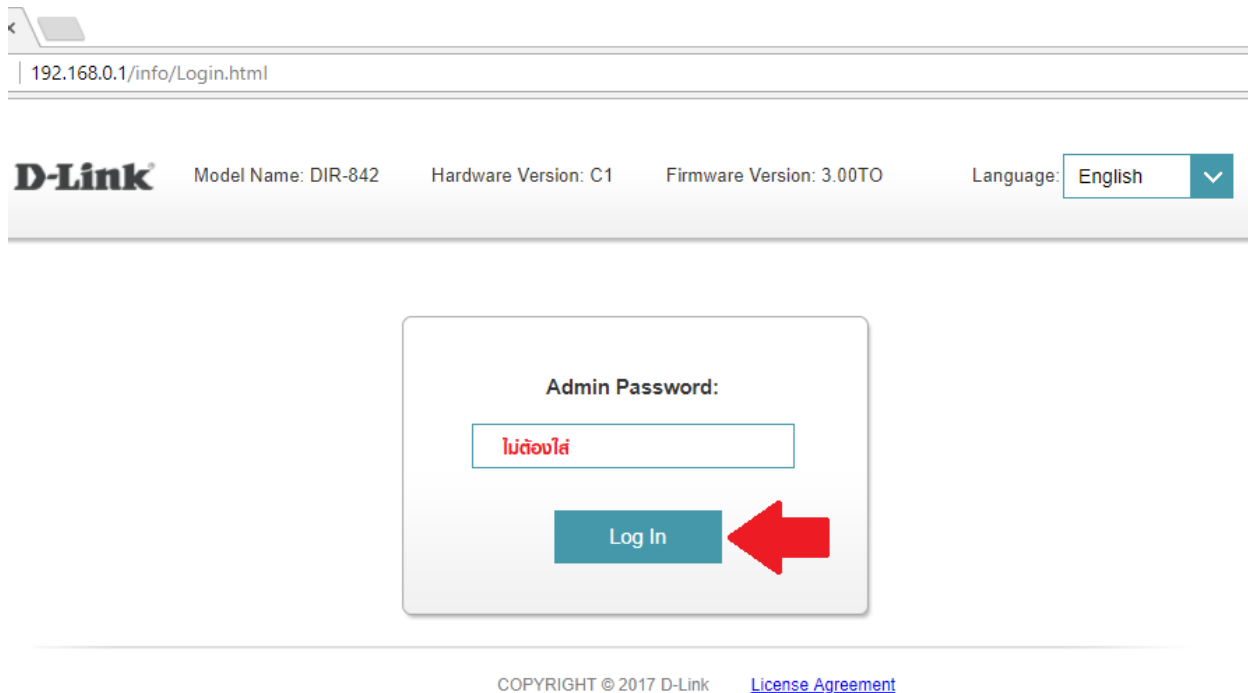 192.168.0.1/info/Login.html
D-Link Model Name: DIR-842 Hardware Version: C1 Firmware Version: 3.00TO Language: English
Admin Password:
ไม่ต้องใส่
Log In
COPYRIGHT © 2017 D-Link License Agreement